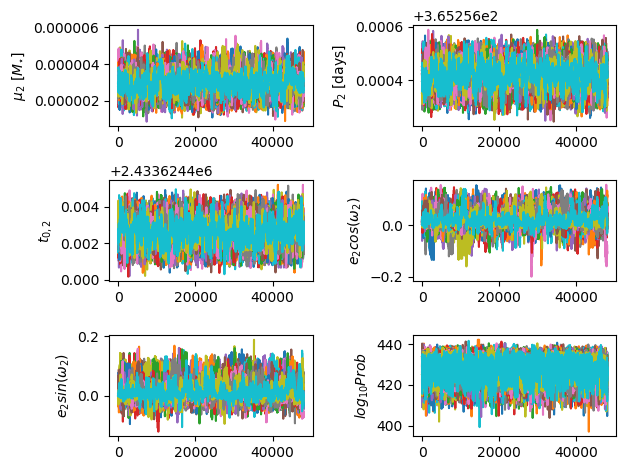 0.000006
0.000004
0.000002
μ₂ [M.]
0 20000 40000
+3.65256e2
0.0006
0.0004
P₂ [days]
0 20000 40000
+2.4336244e6
0.004
0.002
0.000
t₀,₂
0 20000 40000
0.0
−0.2
e₂cos(ω₂)
0 20000 40000
0.2
0.0
e₂sin(ω₂)
0 20000 40000
440
420
400
log₁₀Prob
0 20000 40000